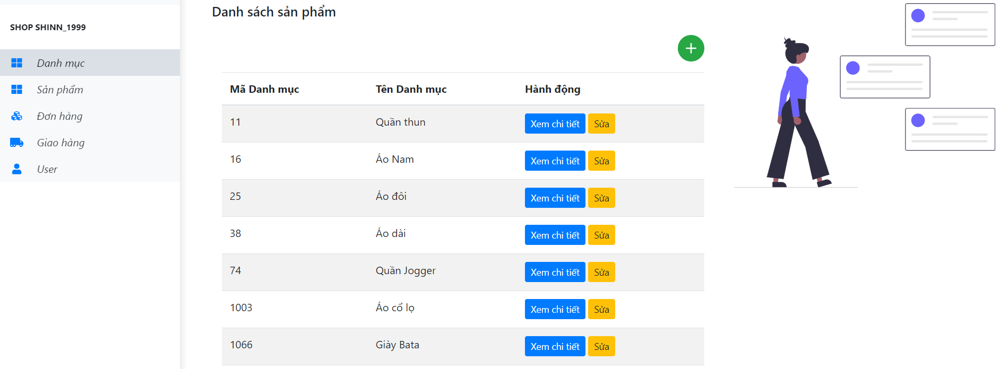 SHOP SHINN_1999
Danh mục
Sản phẩm
Đơn hàng
Giao hàng
User
Danh sách sản phẩm
Mã Danh mục Tên Danh mục Hành động
11 Quần thun Xem chi tiết Sửa
16 Áo Nam Xem chi tiết Sửa
25 Áo đôi Xem chi tiết Sửa
38 Áo dài Xem chi tiết Sửa
74 Quần Jogger Xem chi tiết Sửa
1003 Áo cổ lọ Xem chi tiết Sửa
1066 Giày Bata Xem chi tiết Sửa